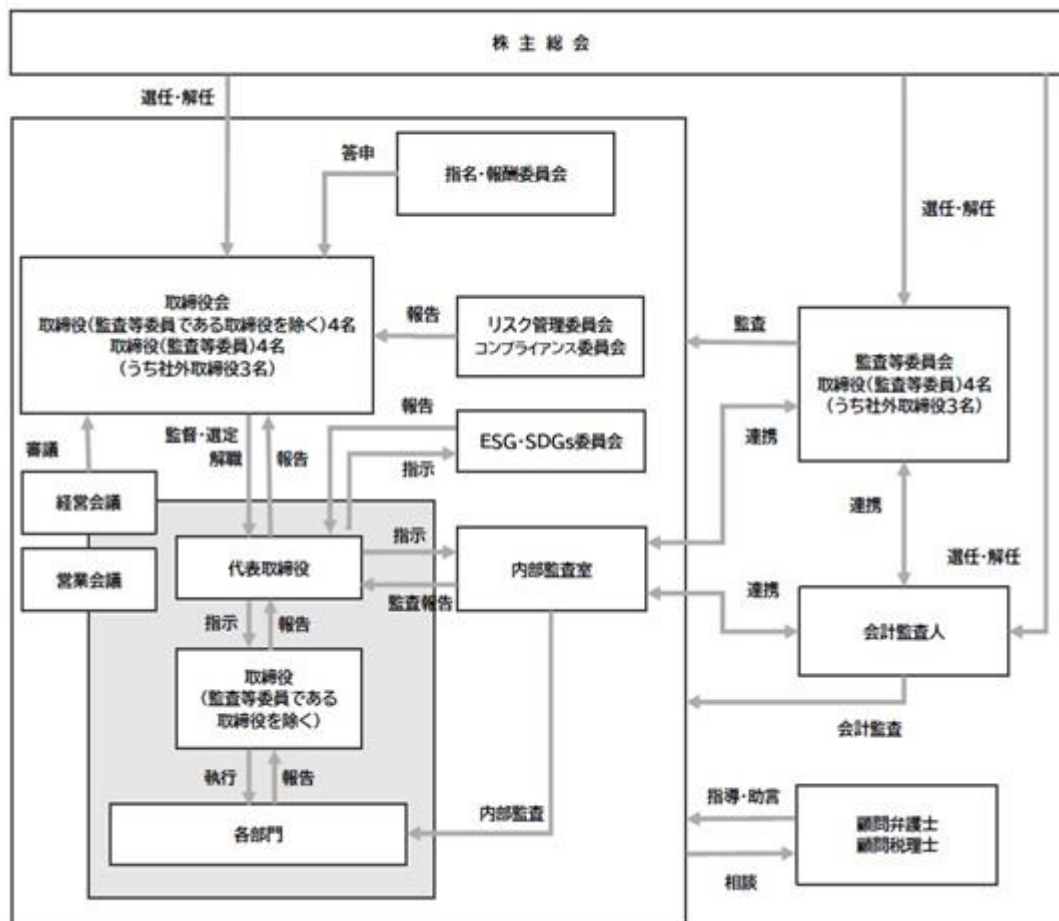 株主総会
選任・解任
答申
指名・報酬委員会
選任・解任
取締役会
取締役(監査等委員である取締役を除く)4名
取締役(監査等委員)4名
(うち社外取締役3名)
報告
リスク管理委員会
コンプライアンス委員会
監査
監査等委員会
取締役(監査等委員)4名
(うち社外取締役3名)
審議
監督・選定
解職
報告
報告
指示
ESG・SDGs委員会
連携
経営会議
営業会議
代表取締役
指示
監査報告
内部監査室
連携
連携
選任・解任
会計監査人
指示
報告
取締役
(監査等委員である
取締役を除く)
会計監査
執行
報告
各部門
内部監査
指導・助言
顧問弁護士
顧問税理士
相談